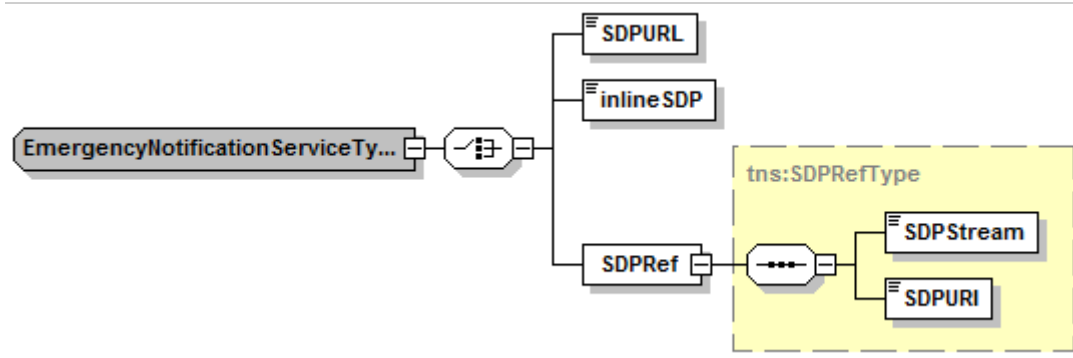 SDPURL
inlineSDP
EmergencyNotificationServiceTy...
tns:SDPRefType
SDPStream
SDPRef
SDPURI